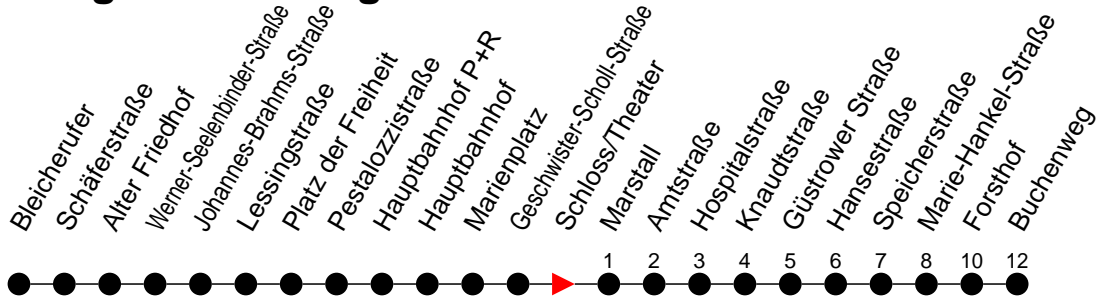 Bleicherufer
Schäferstraße
Alter Friedhof
Werner-Seelenbinder-Straße
Johannes-Brahms-Straße
Lessingstraße
Platz der Freiheit
Pestalozzistraße
Hauptbahnhof P+R
Hauptbahnhof
Marienplatz
Geschwister-Scholl-Straße
Schloss/Theater
Marstall
Amtstraße
Hospitalstraße
Knaudtstraße
Güstrower Straße
Hansestraße
Speicherstraße
Marie-Hankel-Straße
Forsthof
Buchenweg
1 2 3 4 5 6 7 8 10 12